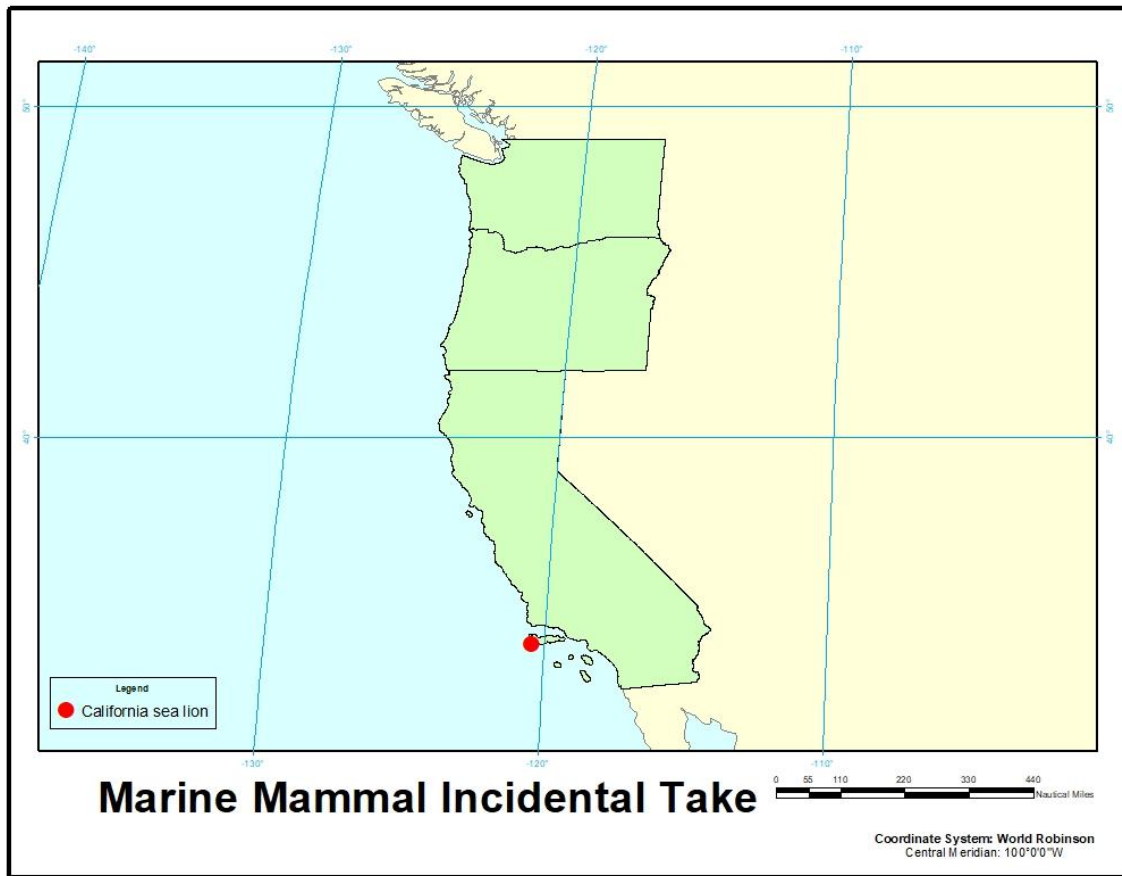 -140°
-130°
-120°
-110°
50°
50°
40°
40°
Legend
California sea lion
-130°
-120°
-110°
Marine Mammal Incidental Take
0 55 110 220 330 440
Nautical Miles
Coordinate System: World Robinson
Central Meridian: 100°0'0"W